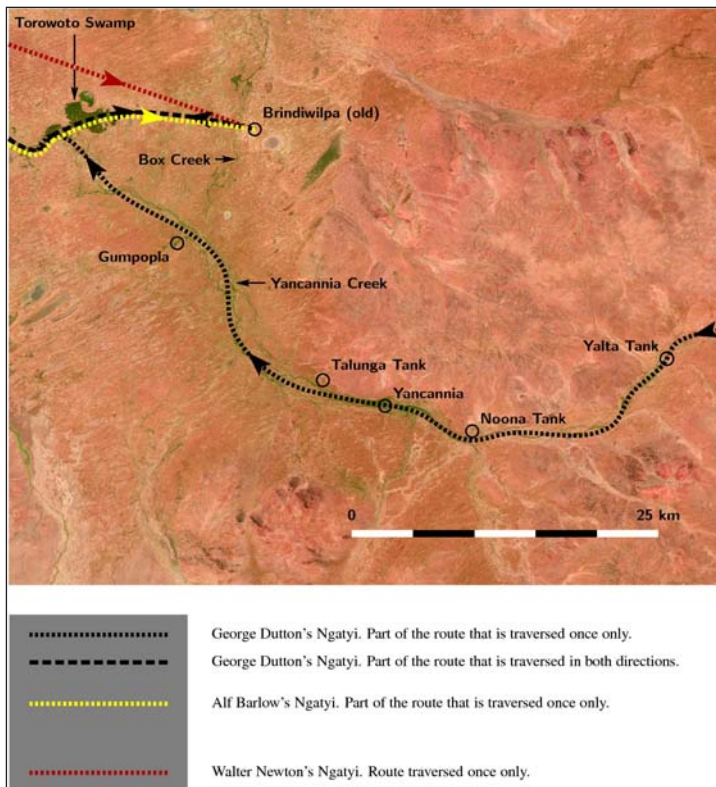 Torowoto Swamp
Brindiwilpa (old)
Box Creek
Gumpopla
Yancannia Creek
Yalta Tank
Talunga Tank
Yancannia
Noona Tank
0 25 km
George Dutton's Ngatyi. Part of the route that is traversed once only.
George Dutton's Ngatyi. Part of the route that is traversed in both directions.
Alf Barlow's Ngatyi. Part of the route that is traversed once only.
Walter Newton's Ngatyi. Route traversed once only.